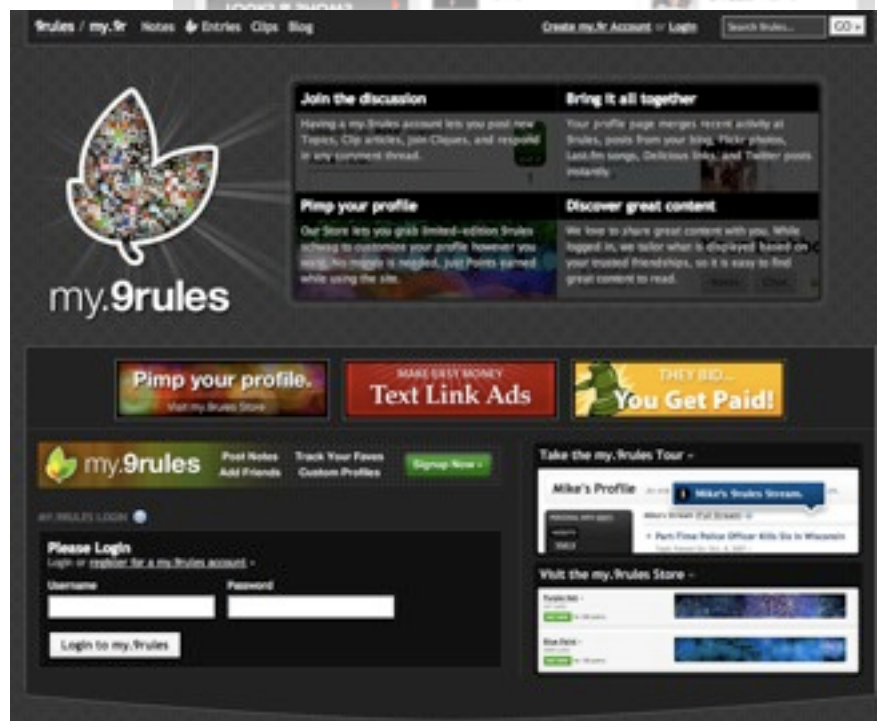 9rules / my.9r Notes Entries Clips Blog
Create my.9r Account or Login Search 9rules... GO »
Join the discussion
Having a my.9rules account lets you post new
Topics, Clip articles, join Cliques, and respond
in any comment thread.
Bring it all together
Your profile page merges recent activity at
9rules, posts from your blog, Flickr photos,
Last.fm songs, Delicious links, and Twitter posts
instantly.
Pimp your profile
Our Store lets you grab limited-edition 9rules
schwag to customize your profile however you
want. No money is needed, just Points earned
while using the site.
Discover great content
We love to share great content with you. While
logged in, we tailor what is displayed based on
your trusted friendships, so it is easy to find
great content to read.
my.9rules
Pimp your profile.
Visit my.9rules Store
MAKE EASY MONEY
Text Link Ads
THEY BID...
You Get Paid!
my.9rules
Post Notes Track Your Faves
Add Friends Custom Profiles
Signup Now »
MY.9RULES LOGIN
Please Login
Login or register for a my.9rules account »
Username Password
Login to my.9rules
Take the my.9rules Tour »
Mike's Profile
Mike's 9rules Stream.
Mike's Stream (Full Stream)
Part-Time Police Officer Kills Six in Wisconsin
Visit the my.9rules Store »